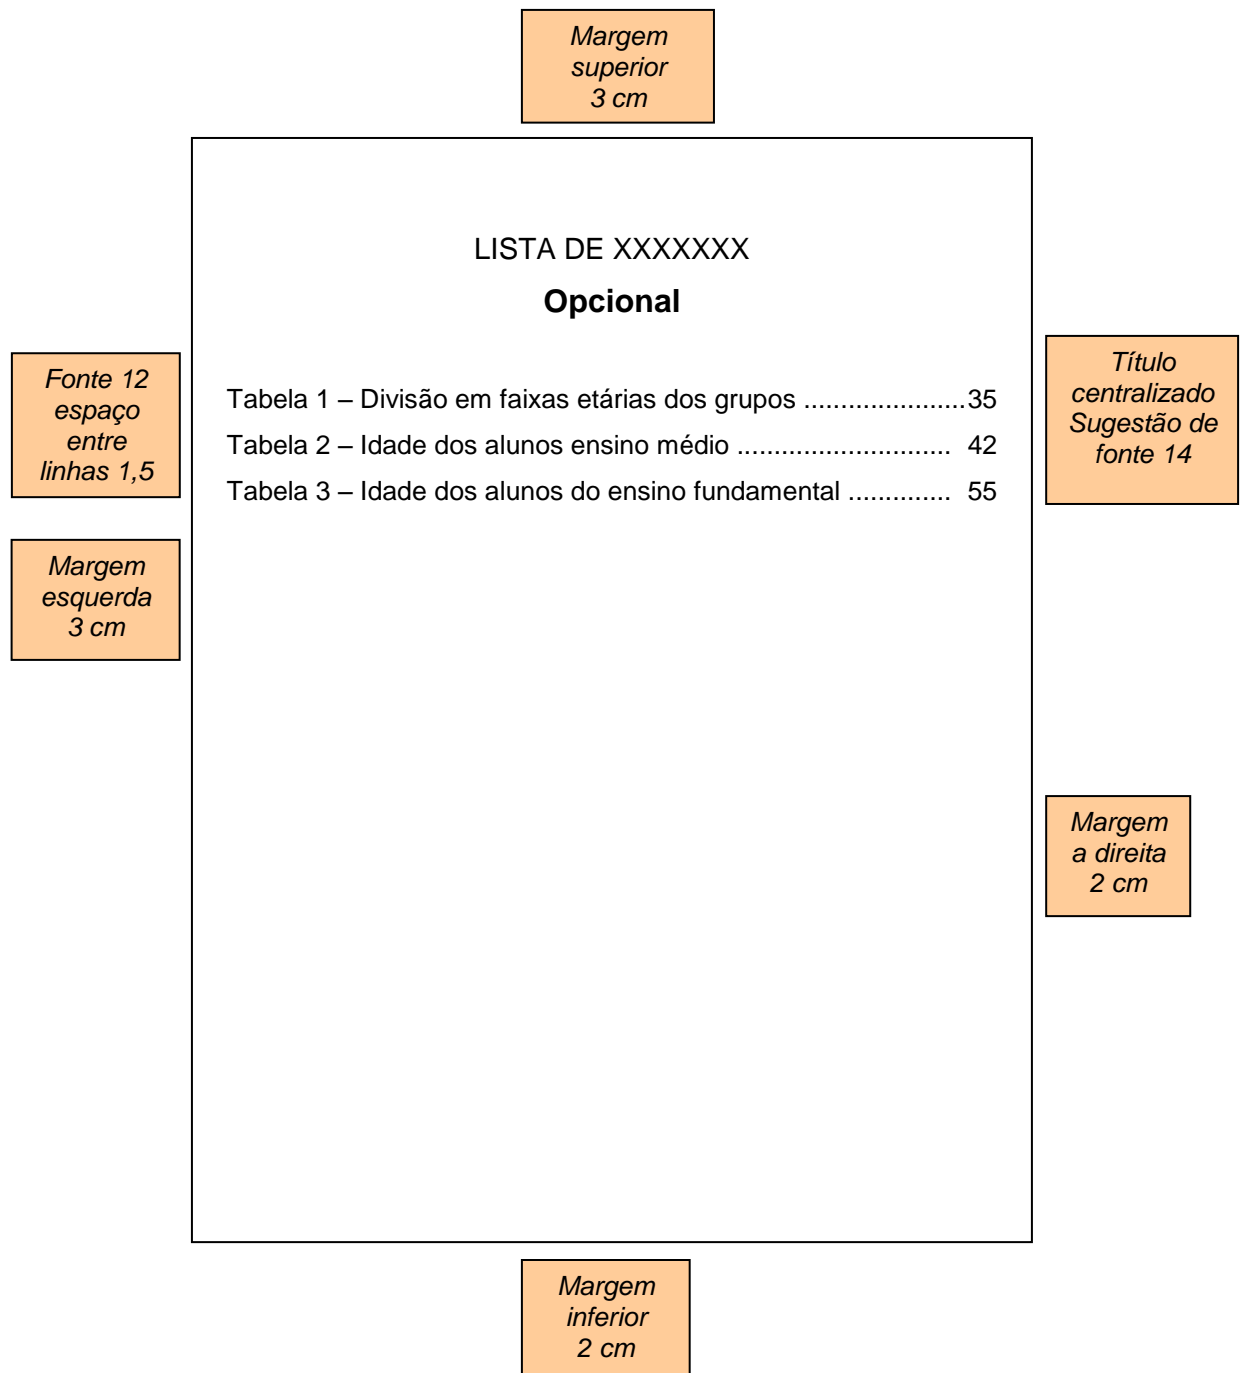 Margem
superior
3 cm
LISTA DE XXXXXXX
Opcional
Fonte 12
espaço
entre
linhas 1,5
Título
centralizado
Sugestão de
fonte 14
Tabela 1 – Divisão em faixas etárias dos grupos ......................35
Tabela 2 – Idade dos alunos ensino médio ............................. 42
Tabela 3 – Idade dos alunos do ensino fundamental .............. 55
Margem
esquerda
3 cm
Margem
a direita
2 cm
Margem
inferior
2 cm